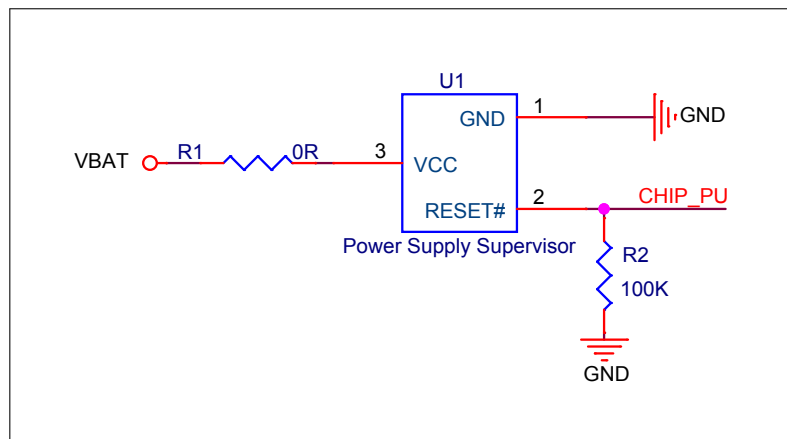 U1
1
GND
GND
VBAT
R1
0R
3
VCC
2
CHIP_PU
RESET#
Power Supply Supervisor
R2
100K
GND